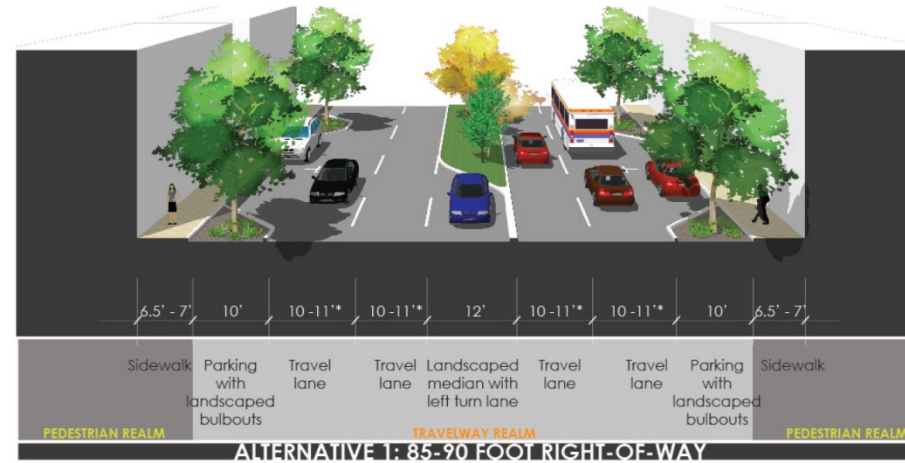 6.5' - 7' 10' 10 -11'* 10 -11'* 12' 10 -11'* 10 -11'* 10' 6.5' - 7'
Sidewalk
Parking
with
landscaped
bulbouts
Travel
lane
Travel
lane
Landscaped
median with
left turn lane
Travel
lane
Travel
lane
Parking
with
landscaped
bulbouts
Sidewalk
PEDESTRIAN REALM TRAVELWAY REALM PEDESTRIAN REALM
ALTERNATIVE 1: 85-90 FOOT RIGHT-OF-WAY